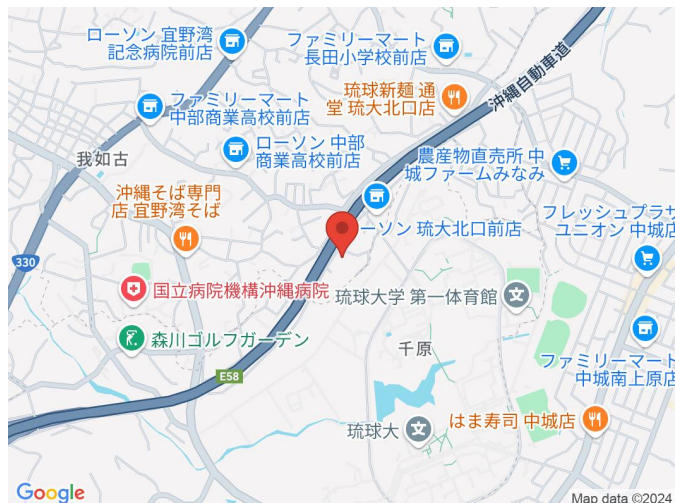 ローソン 宜野湾
記念病院前店
ファミリーマート
長田小学校前店
琉球新麺 通
堂 琉大北口店
沖縄自動車道
ファミリーマート
中部商業高校前店
我如古
ローソン 中部
商業高校前店
農産物直売所 中
城ファームみなみ
沖縄そば専門
店 宜野湾そば
ーソン 琉大北口前店
フレッシュプラザ
ユニオン 中城店
330
国立病院機構沖縄病院
琉球大学 第一体育館
森川ゴルフガーデン
千原
ファミリーマート
中城南上原店
E58
はま寿司 中城店
琉球大
Google
Map data ©2024